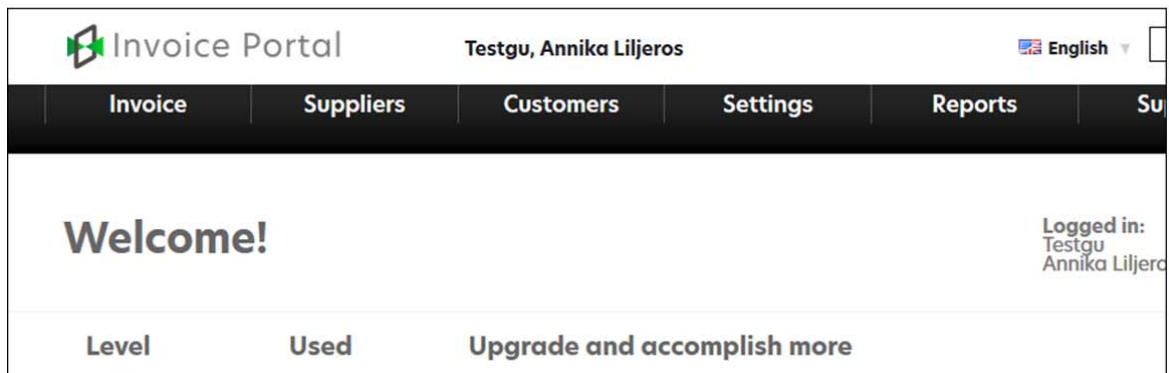 Invoice Portal Testgu, Annika Liljeros English
Invoice Suppliers Customers Settings Reports
Welcome!
Logged in:
Testgu
Annika
Level Used Upgrade and accomplish more